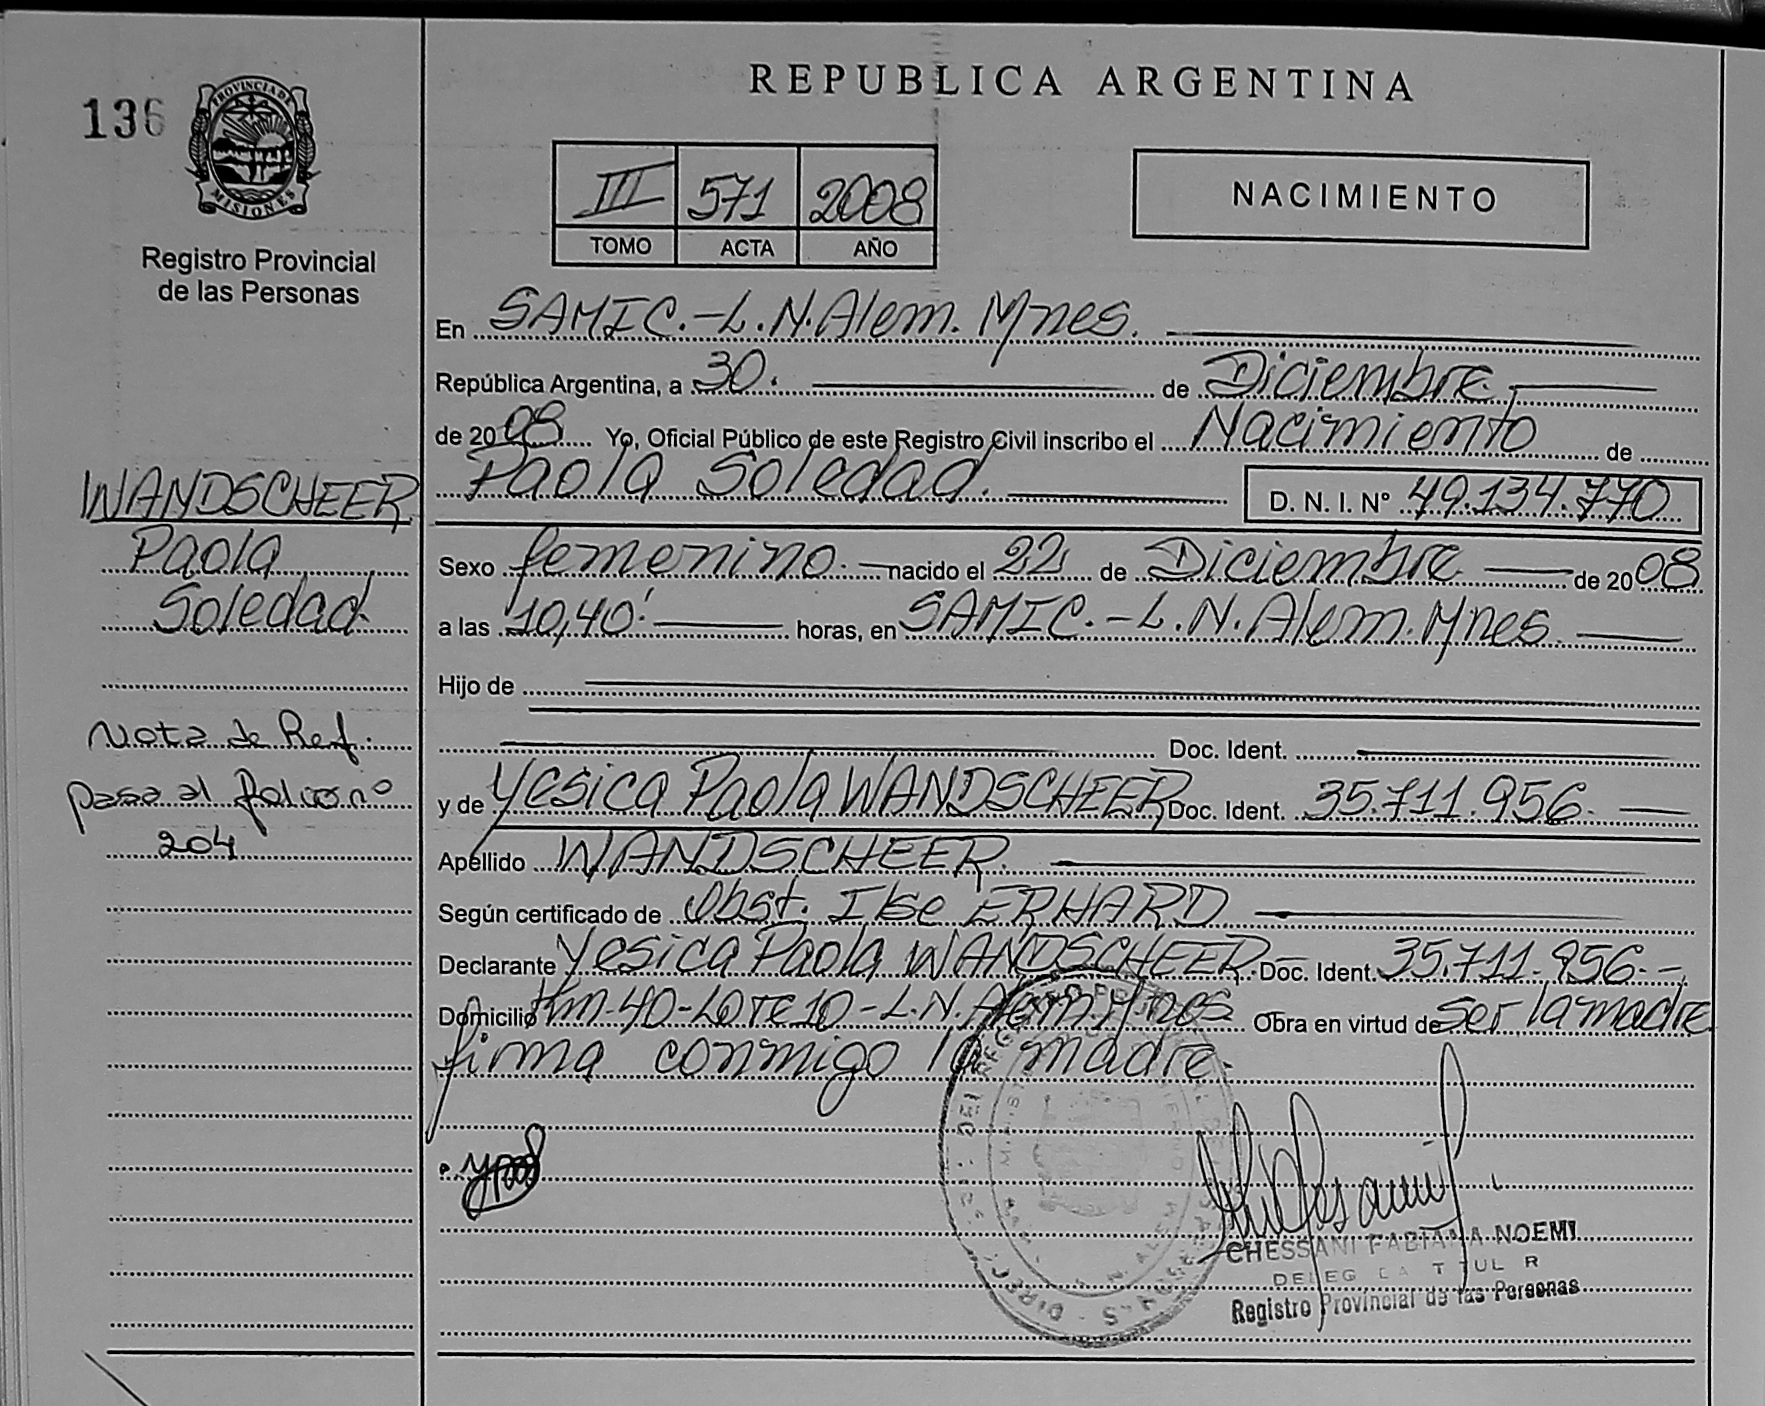 REPUBLICA ARGENTINA
136
PROVINCIA DE
MISIONES
Registro Provincial
de las Personas
III 571 2008
TOMO ACTA AÑO
NACIMIENTO
En SAMIC.-L.N.Alem. Mnes.
República Argentina, a 30. de Diciembre
de 2008 Yo, Oficial Público de este Registro Civil inscribo el Nacimiento de
Paola Soledad. D. N. I. Nº 49.134.770
WANDSCHEER
Paola
Soledad
Sexo femenino. nacido el 22 de Diciembre de 2008
a las 10,40' horas, en SAMIC.-L.N.Alem.Mnes.
Hijo de
Doc. Ident.
Nota de Ref.
pasa al folio nº
204
y de Yesica Paola WANDSCHEER Doc. Ident. 35.711.956.
Apellido WANDSCHEER.
Según certificado de Obst. Ilse ERHARD
Declarante Yesica Paola WANDSCHEER. Doc. Ident. 35.711.956.-
Domicilio Km.40-Lote 10-L.N.Alem Mnes Obra en virtud de ser la madre
firma conmigo la madre.
CHESSANI FABIANA NOEMI
Registro Provincial de las Personas